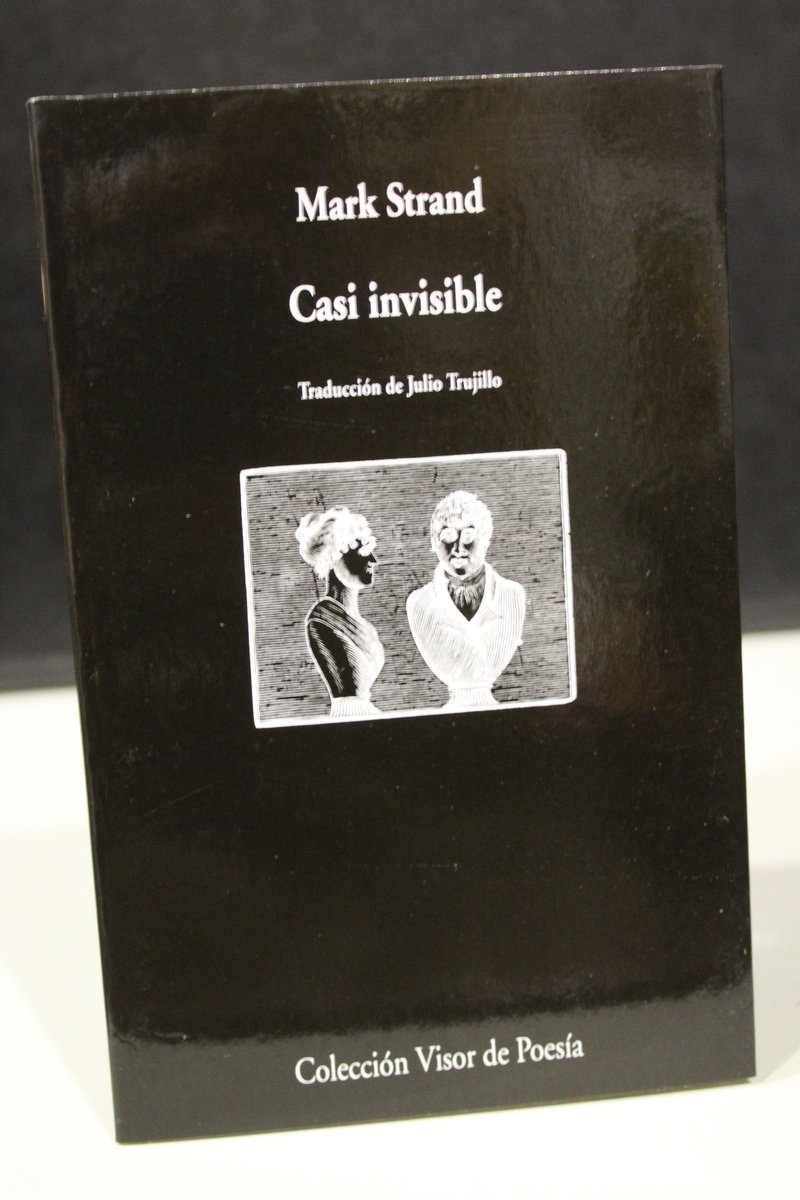 Mark Strand
Casi invisible
Traducción de Julio Trujillo
Colección Visor de Poesía